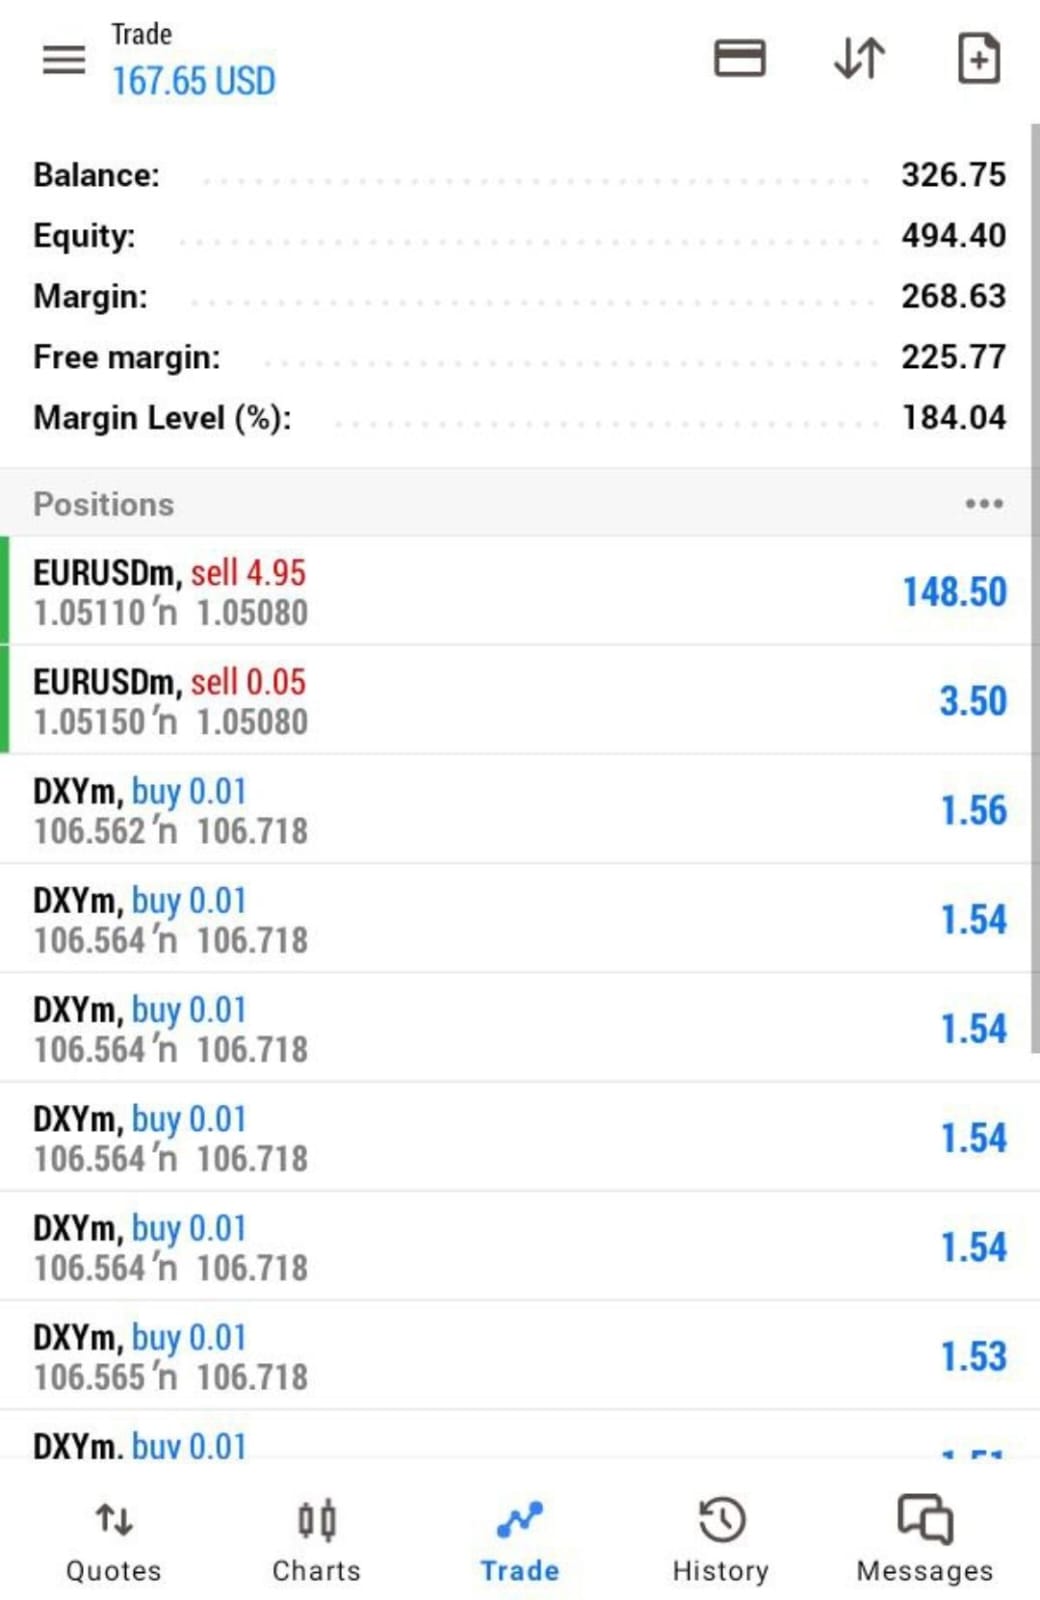 Trade
167.65 USD
Balance: 326.75
Equity: 494.40
Margin: 268.63
Free margin: 225.77
Margin Level (%): 184.04
Positions
EURUSDm, sell 4.95
1.05110 'n 1.05080
148.50
EURUSDm, sell 0.05
1.05150 'n 1.05080
3.50
DXYm, buy 0.01
106.562 'n 106.718
1.56
DXYm, buy 0.01
106.564 'n 106.718
1.54
DXYm, buy 0.01
106.564 'n 106.718
1.54
DXYm, buy 0.01
106.564 'n 106.718
1.54
DXYm, buy 0.01
106.564 'n 106.718
1.54
DXYm, buy 0.01
106.565 'n 106.718
1.53
DXYm, buy 0.01
Quotes Charts Trade History Messages